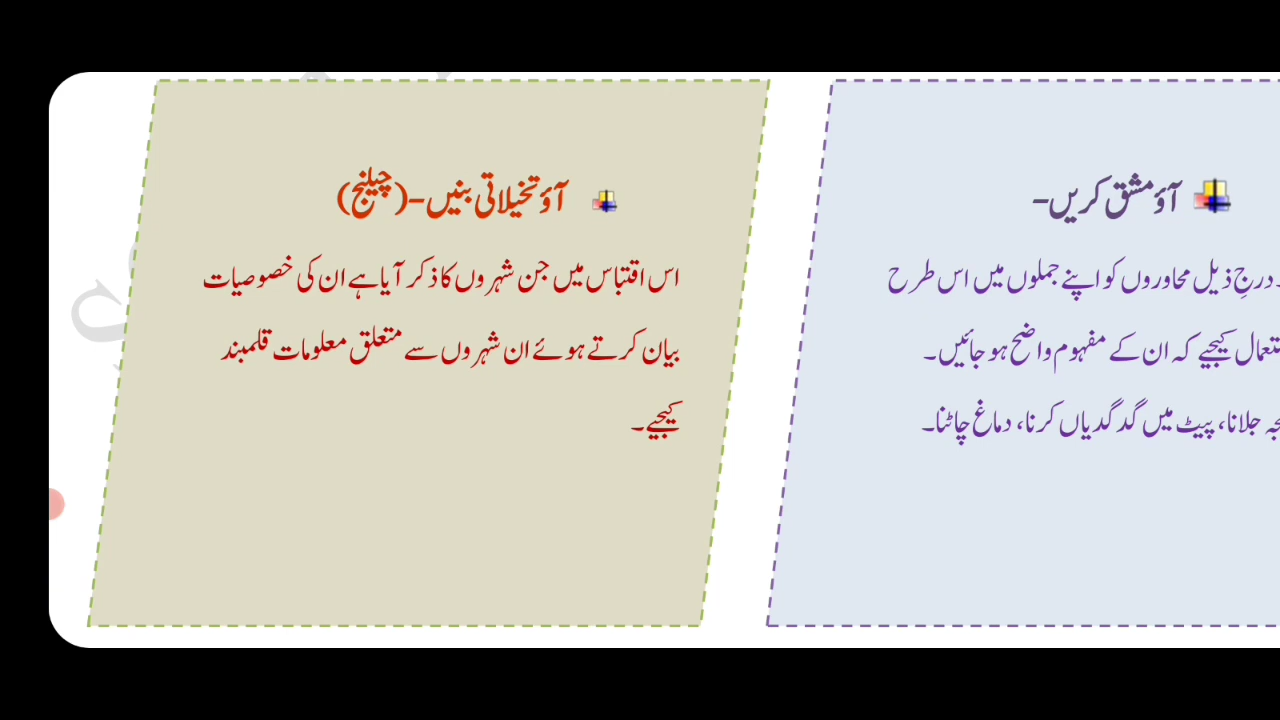 آؤ مشق کریں-
درجِ ذیل محاوروں کو اپنے جملوں میں اس طرح
کیجیے کہ ان کے مفہوم واضح ہو جائیں۔
جلانا، پیٹ میں گدگدیاں کرنا، دماغ چاٹنا۔
آؤ تخیلاتی بنیں-(چیلنج)
اس اقتباس میں جن شہروں کا ذکر آیا ہے ان کی خصوصیات
بیان کرتے ہوئے ان شہروں سے متعلق معلومات قلمبند
کیجیے۔